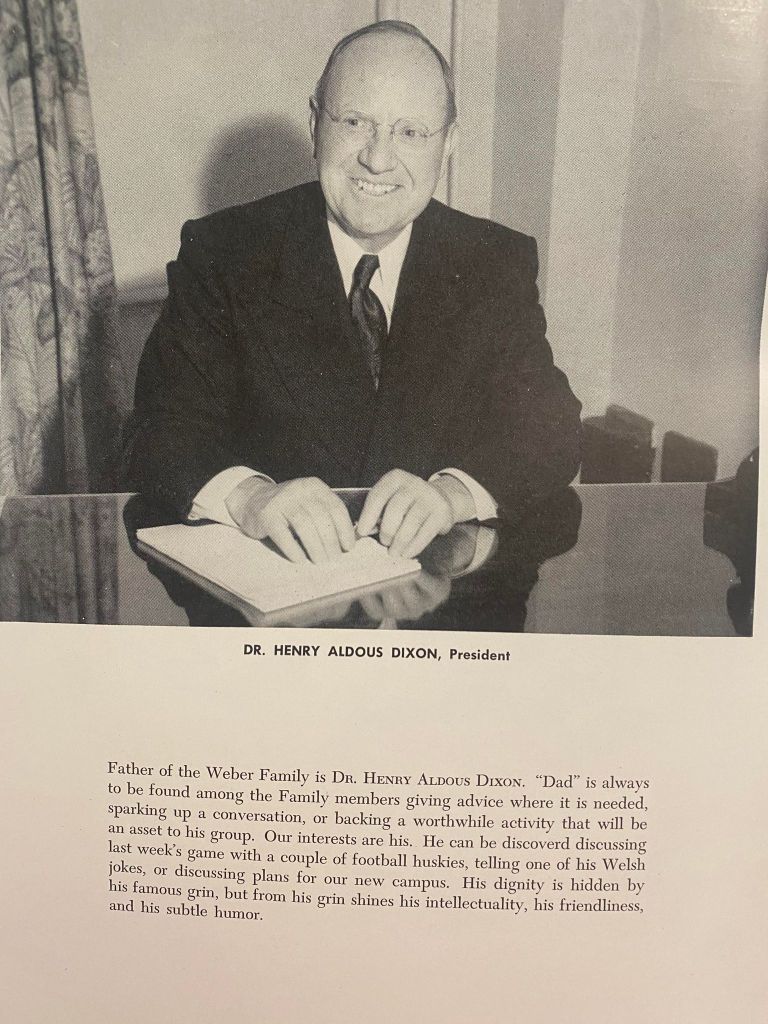 DR. HENRY ALDOUS DIXON, President
Father of the Weber Family is DR. HENRY ALDOUS DIXON. “Dad” is always
to be found among the Family members giving advice where it is needed,
sparking up a conversation, or backing a worthwhile activity that will be
an asset to his group. Our interests are his. He can be discoverd discussing
last week’s game with a couple of football huskies, telling one of his Welsh
jokes, or discussing plans for our new campus. His dignity is hidden by
his famous grin, but from his grin shines his intellectuality, his friendliness,
and his subtle humor.